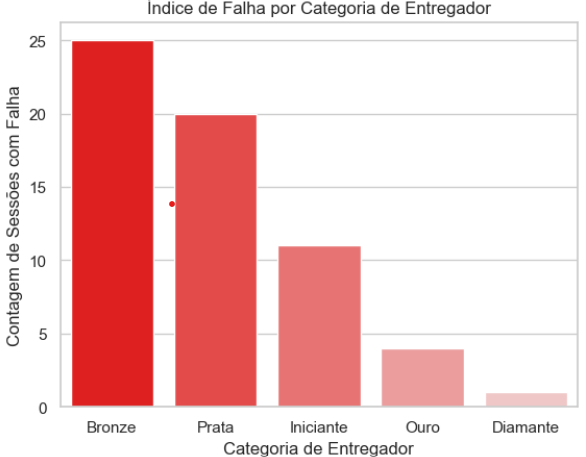 Índice de Falha por Categoria de Entregador
Contagem de Sessões com Falha
25
20
15
10
5
0
Bronze Prata Iniciante Ouro Diamante
Categoria de Entregador